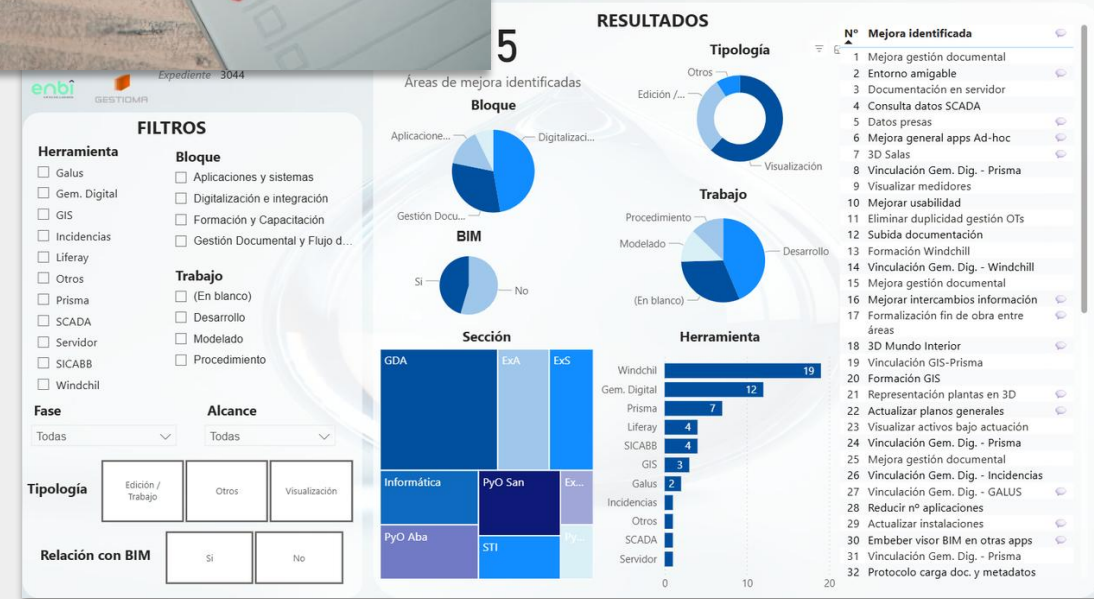 Expediente 3044
enbi
GESTIOMA
FILTROS
Herramienta
Galus
Gem. Digital
GIS
Incidencias
Liferay
Otros
Prisma
SCADA
Servidor
SICABB
Windchil
Bloque
Aplicaciones y sistemas
Digitalización e integración
Formación y Capacitación
Gestión Documental y Flujo d...
Trabajo
(En blanco)
Desarrollo
Modelado
Procedimiento
Fase
Todas
Alcance
Todas
Tipología
Edición /
Trabajo
Otros
Visualización
Relación con BIM
Si
No
RESULTADOS
5
Áreas de mejora identificadas
Bloque
Aplicacione...
Digitalizaci...
Gestión Docu...
BIM
Si
No
Tipología
Otros
Edición /...
Visualización
Trabajo
Procedimiento
Modelado
Desarrollo
(En blanco)
Sección
GDA
ExA
ExS
Informática
PyO San
Ex...
PyO Aba
STI
Py...
Herramienta
Windchil 19
Gem. Digital 12
Prisma 7
Liferay 4
SICABB 4
GIS 3
Galus 2
Incidencias
Otros
SCADA
Servidor
0 10 20
Nº Mejora identificada
1 Mejora gestión documental
2 Entorno amigable
3 Documentación en servidor
4 Consulta datos SCADA
5 Datos presas
6 Mejora general apps Ad-hoc
7 3D Salas
8 Vinculación Gem. Dig. - Prisma
9 Visualizar medidores
10 Mejorar usabilidad
11 Eliminar duplicidad gestión OTs
12 Subida documentación
13 Formación Windchill
14 Vinculación Gem. Dig. - Windchill
15 Mejora gestión documental
16 Mejorar intercambios información
17 Formalización fin de obra entre
áreas
18 3D Mundo Interior
19 Vinculación GIS-Prisma
20 Formación GIS
21 Representación plantas en 3D
22 Actualizar planos generales
23 Visualizar activos bajo actuación
24 Vinculación Gem. Dig. - Prisma
25 Mejora gestión documental
26 Vinculación Gem. Dig. - Incidencias
27 Vinculación Gem. Dig. - GALUS
28 Reducir nº aplicaciones
29 Actualizar instalaciones
30 Embeber visor BIM en otras apps
31 Vinculación Gem. Dig. - Prisma
32 Protocolo carga doc. y metadatos